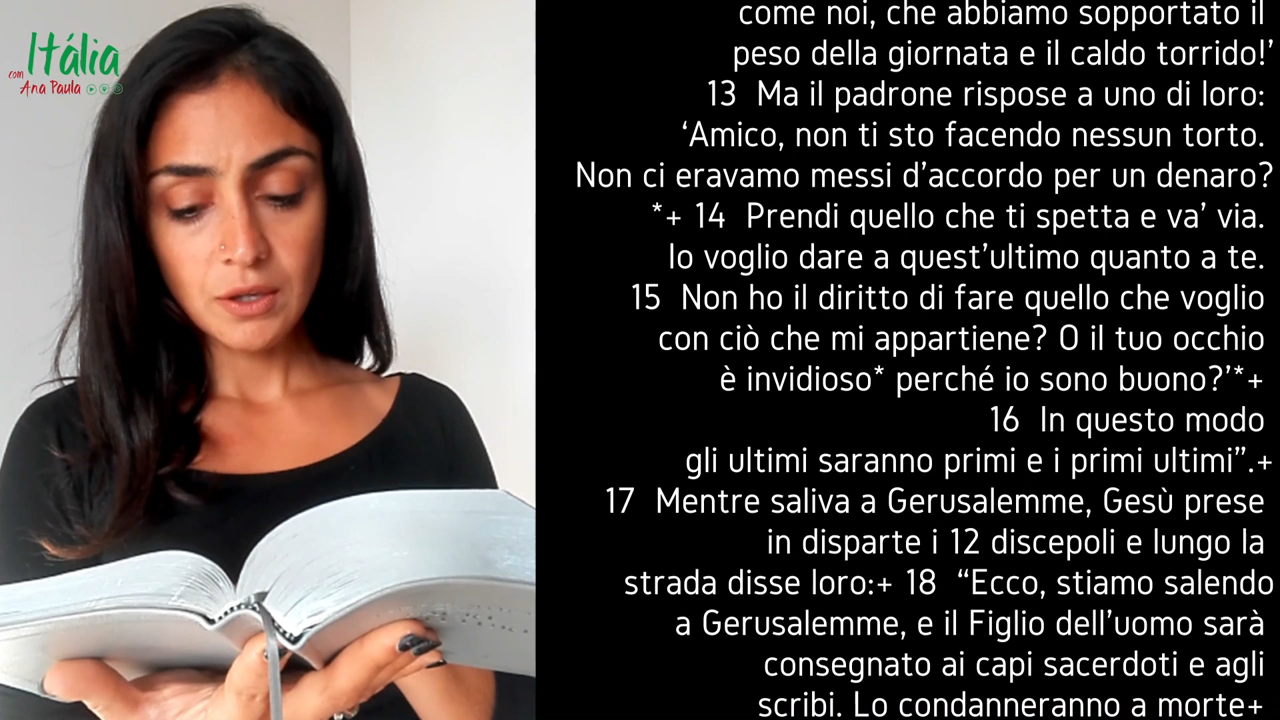 Itália
com
Ana Paula
come noi, che abbiamo sopportato il
peso della giornata e il caldo torrido!’
13 Ma il padrone rispose a uno di loro:
‘Amico, non ti sto facendo nessun torto.
Non ci eravamo messi d’accordo per un denaro?
*+ 14 Prendi quello che ti spetta e va’ via.
Io voglio dare a quest’ultimo quanto a te.
15 Non ho il diritto di fare quello che voglio
con ciò che mi appartiene? O il tuo occhio
è invidioso* perché io sono buono?’*+
16 In questo modo
gli ultimi saranno primi e i primi ultimi”.+
17 Mentre saliva a Gerusalemme, Gesù prese
in disparte i 12 discepoli e lungo la
strada disse loro:+ 18 “Ecco, stiamo salendo
a Gerusalemme, e il Figlio dell’uomo sarà
consegnato ai capi sacerdoti e agli
scribi. Lo condanneranno a morte+